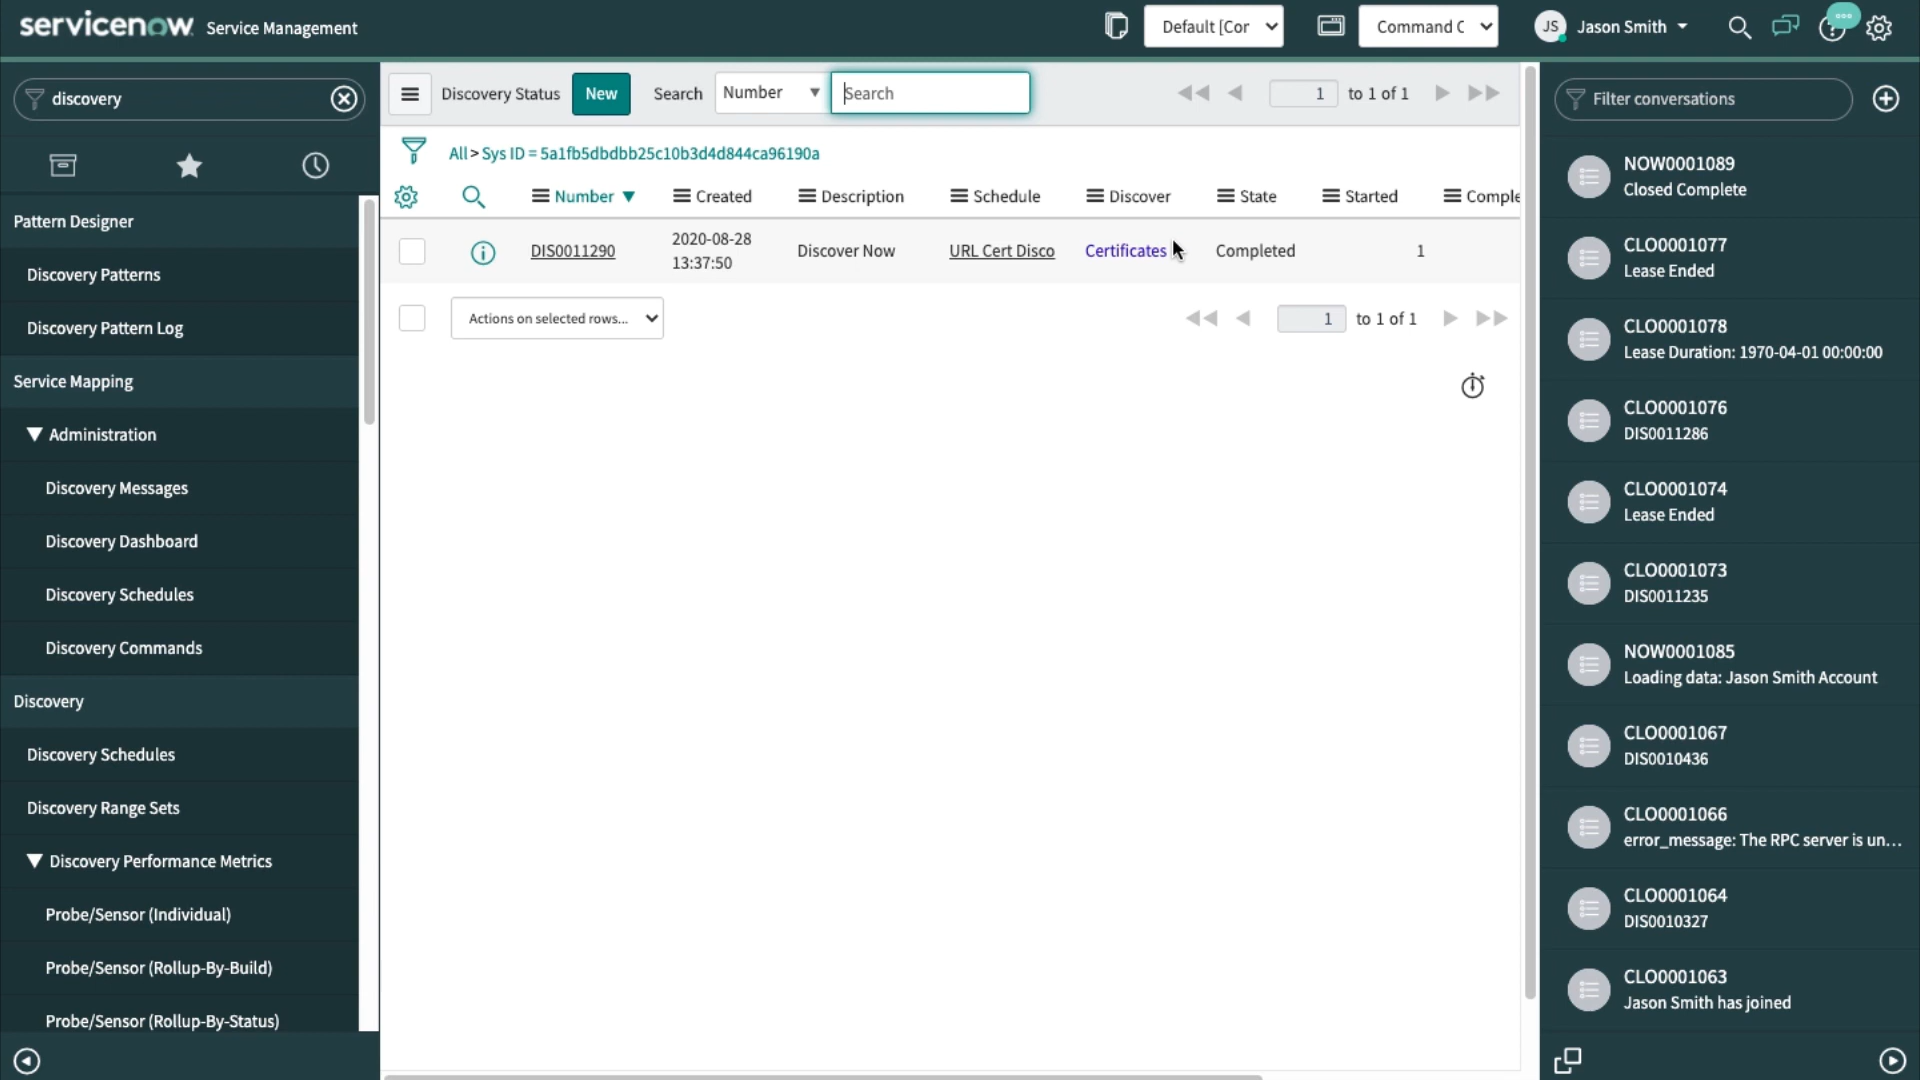 servicenow Service Management
Default [Cor
Command C
JS Jason Smith
discovery
Pattern Designer
Discovery Patterns
Discovery Pattern Log
Service Mapping
Administration
Discovery Messages
Discovery Dashboard
Discovery Schedules
Discovery Commands
Discovery
Discovery Schedules
Discovery Range Sets
Discovery Performance Metrics
Probe/Sensor (Individual)
Probe/Sensor (Rollup-By-Build)
Probe/Sensor (Rollup-By-Status)
Discovery Status New Search Number Search 1 to 1 of 1
All > Sys ID = 5a1fb5dbdbb25c10b3d4d844ca96190a
Number Created Description Schedule Discover State Started Comple
DIS0011290 2020-08-28 13:37:50 Discover Now URL Cert Disco Certificates Completed 1
Actions on selected rows... 1 to 1 of 1
Filter conversations
NOW0001089
Closed Complete
CLO0001077
Lease Ended
CLO0001078
Lease Duration: 1970-04-01 00:00:00
CLO0001076
DIS0011286
CLO0001074
Lease Ended
CLO0001073
DIS0011235
NOW0001085
Loading data: Jason Smith Account
CLO0001067
DIS0010436
CLO0001066
error_message: The RPC server is un...
CLO0001064
DIS0010327
CLO0001063
Jason Smith has joined